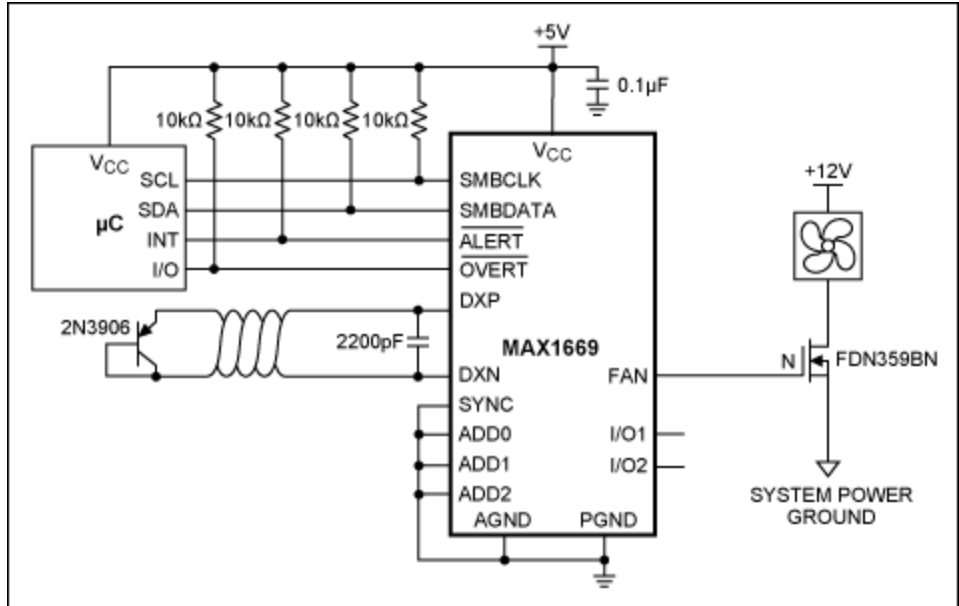 +5V
0.1µF
10kΩ 10kΩ 10kΩ 10kΩ
VCC
VCC
SCL
SMBCLK
+12V
SDA
SMBDATA
µC
INT
ALERT
I/O
OVERT
DXP
2N3906
2200pF
MAX1669
N
FDN359BN
DXN
FAN
SYNC
ADD0
I/O1
ADD1
I/O2
ADD2
SYSTEM POWER
GROUND
AGND
PGND